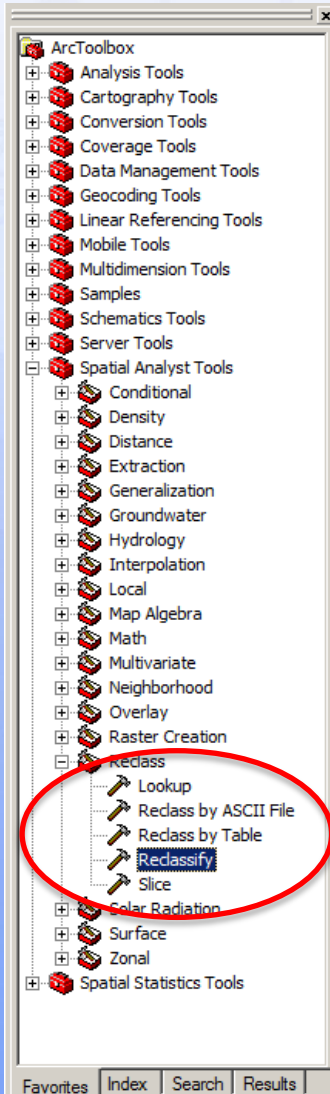 ArcToolbox
Analysis Tools
Cartography Tools
Conversion Tools
Coverage Tools
Data Management Tools
Geocoding Tools
Linear Referencing Tools
Mobile Tools
Multidimension Tools
Samples
Schematics Tools
Server Tools
Spatial Analyst Tools
Conditional
Density
Distance
Extraction
Generalization
Groundwater
Hydrology
Interpolation
Local
Map Algebra
Math
Multivariate
Neighborhood
Overlay
Raster Creation
Reclass
Lookup
Reclass by ASCII File
Reclass by Table
Reclassify
Slice
Solar Radiation
Surface
Zonal
Spatial Statistics Tools
Favorites Index Search Results